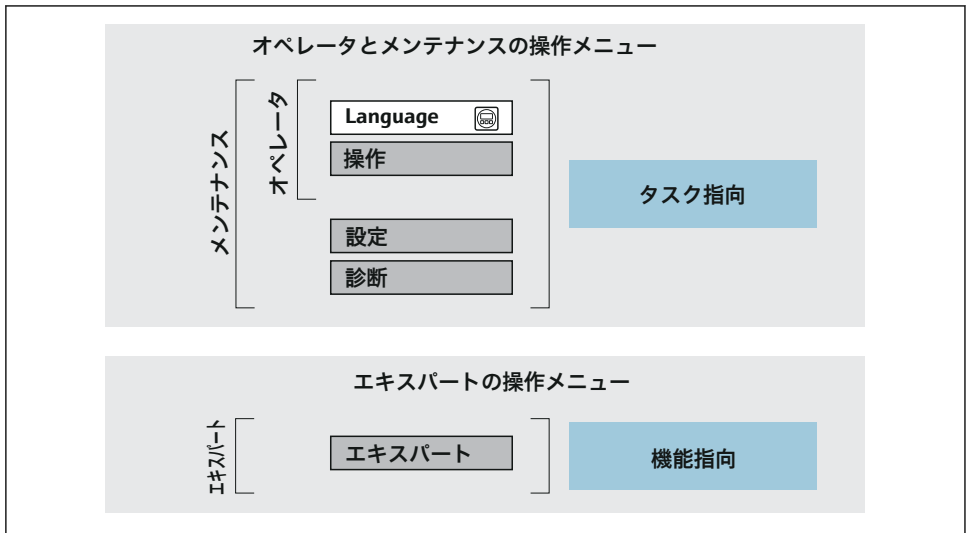 オペレータとメンテナンスの操作メニュー
メンテナンス
オペレータ
Language
操作
設定
診断
タスク指向
エキスパートの操作メニュー
エキスパート
エキスパート
機能指向